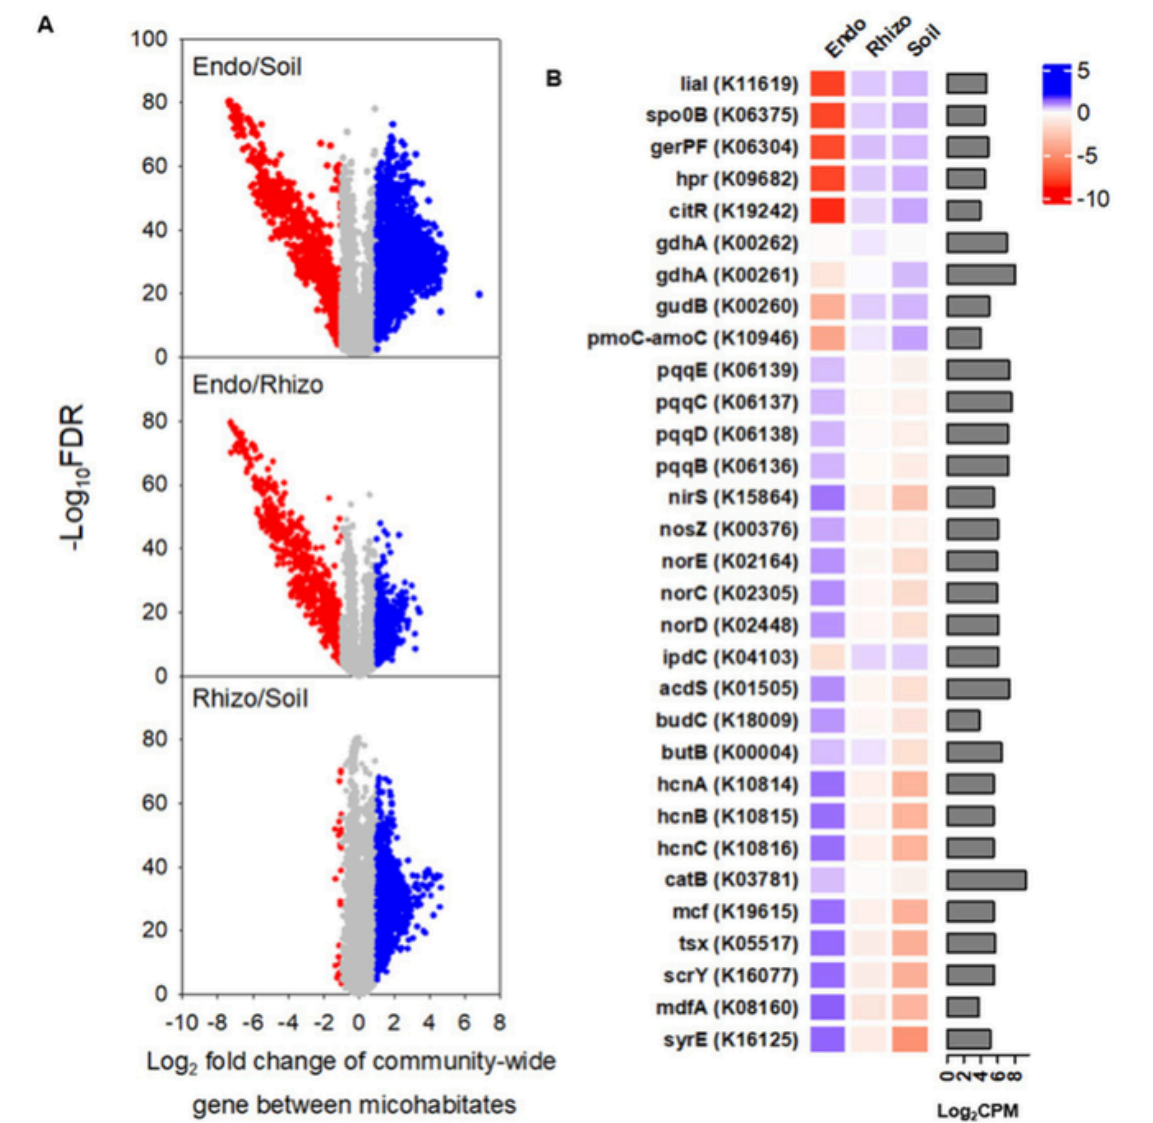 A
100
Endo/Soil
80
60
40
20
0
Endo/Rhizo
80
60
40
20
0
Rhizo/Soil
80
60
40
20
0
-10 -8 -6 -4 -2 0 2 4 6 8
-Log10FDR
Log2 fold change of community-wide
gene between micohabitates
B
Endo Rhizo Soil
lial (K11619)
spo0B (K06375)
gerPF (K06304)
hpr (K09682)
citR (K19242)
gdhA (K00262)
gdhA (K00261)
gudB (K00260)
pmoC-amoC (K10946)
pqqE (K06139)
pqqC (K06137)
pqqD (K06138)
pqqB (K06136)
nirS (K15864)
nosZ (K00376)
norE (K02164)
norC (K02305)
norD (K02448)
ipdC (K04103)
acdS (K01505)
budC (K18009)
butB (K00004)
hcnA (K10814)
hcnB (K10815)
hcnC (K10816)
catB (K03781)
mcf (K19615)
tsx (K05517)
scrY (K16077)
mdfA (K08160)
syrE (K16125)
5
0
-5
-10
0 2 4 6 8
Log2CPM